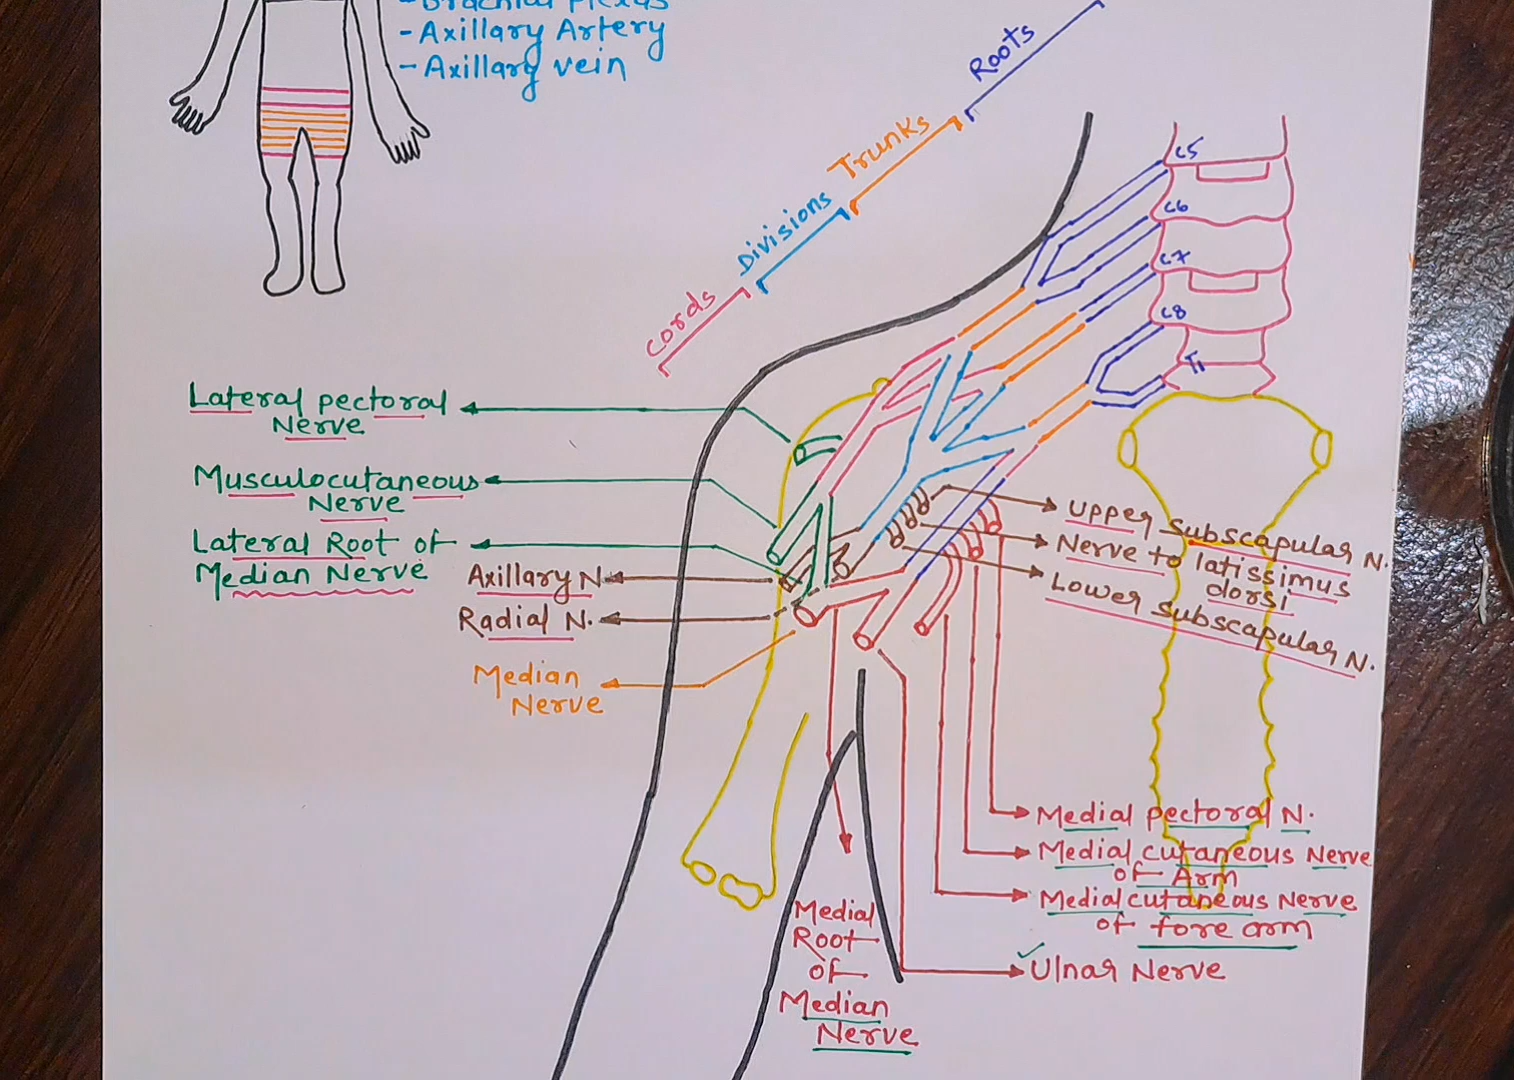 - Brachial Plexus
- Axillary Artery
- Axillary vein
Roots
Trunks
Divisions
Cords
C5
C6
C7
C8
T1
Lateral pectoral
Nerve
Musculocutaneous
Nerve
Lateral Root of
Median Nerve
Axillary N.
Radial N.
Median
Nerve
Upper subscapular N.
Nerve to latissimus
dorsi
Lower subscapular N.
Medial pectoral N.
Medial cutaneous Nerve
of Arm
Medial cutaneous Nerve
of fore arm
Ulnar Nerve
Medial
Root
of
Median
Nerve